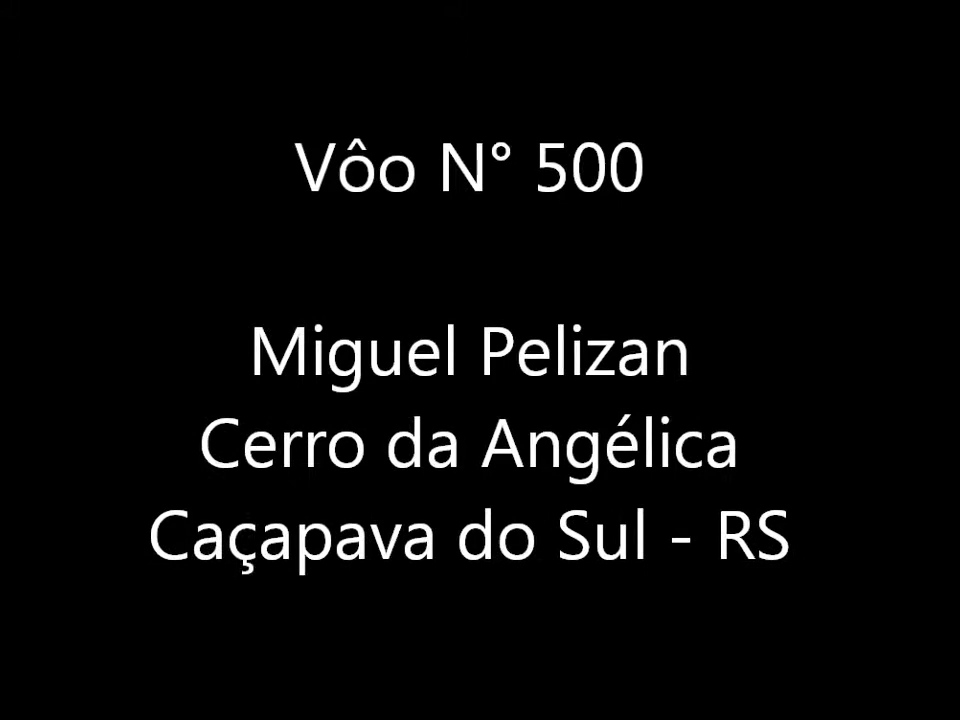 Vôo N° 500
Miguel Pelizan
Cerro da Angélica
Caçapava do Sul - RS